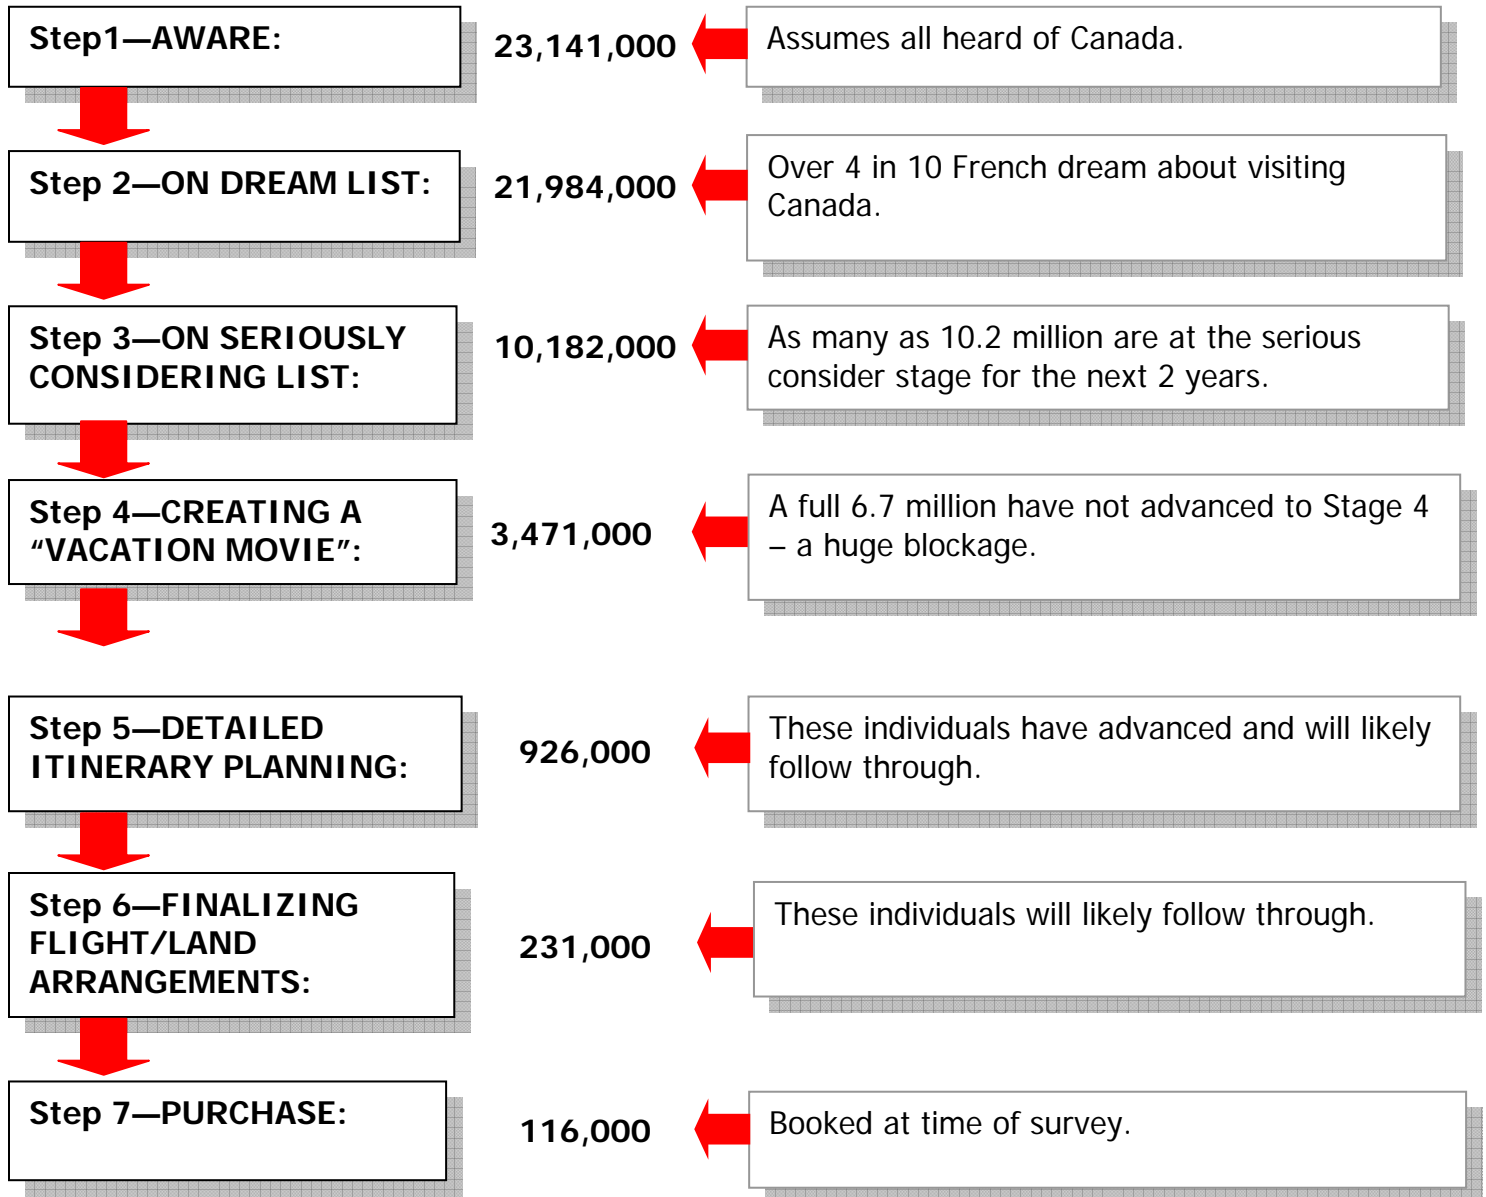 Step1—AWARE:
23,141,000
Assumes all heard of Canada.
Step 2—ON DREAM LIST:
21,984,000
Over 4 in 10 French dream about visiting
Canada.
Step 3—ON SERIOUSLY
CONSIDERING LIST:
10,182,000
As many as 10.2 million are at the serious
consider stage for the next 2 years.
Step 4—CREATING A
“VACATION MOVIE”:
3,471,000
A full 6.7 million have not advanced to Stage 4
– a huge blockage.
Step 5—DETAILED
ITINERARY PLANNING:
926,000
These individuals have advanced and will likely
follow through.
Step 6—FINALIZING
FLIGHT/LAND
ARRANGEMENTS:
231,000
These individuals will likely follow through.
Step 7—PURCHASE:
116,000
Booked at time of survey.